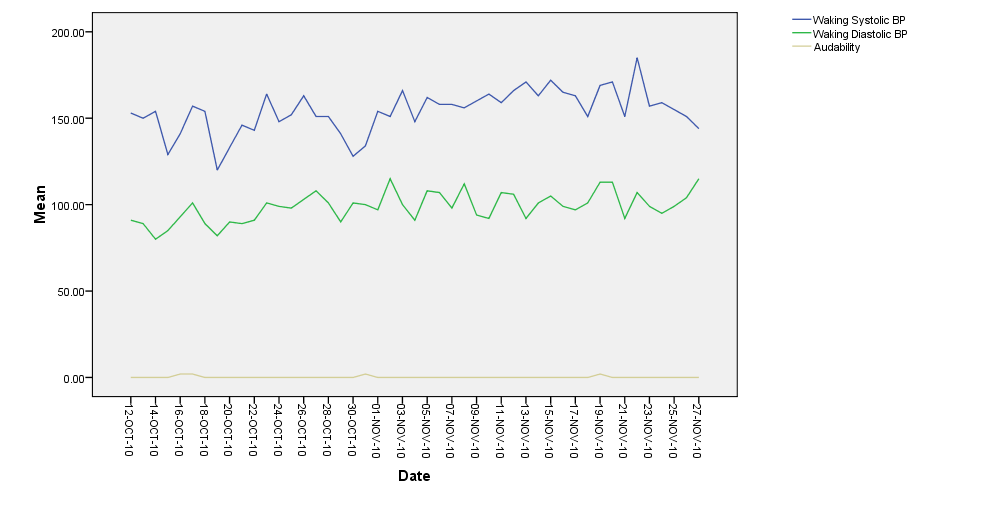 Waking Systolic BP
Waking Diastolic BP
Audability
200.00
150.00
100.00
50.00
0.00
Mean
12-OCT-10
14-OCT-10
16-OCT-10
18-OCT-10
20-OCT-10
22-OCT-10
24-OCT-10
26-OCT-10
28-OCT-10
30-OCT-10
01-NOV-10
03-NOV-10
05-NOV-10
07-NOV-10
09-NOV-10
11-NOV-10
13-NOV-10
15-NOV-10
17-NOV-10
19-NOV-10
21-NOV-10
23-NOV-10
25-NOV-10
27-NOV-10
Date